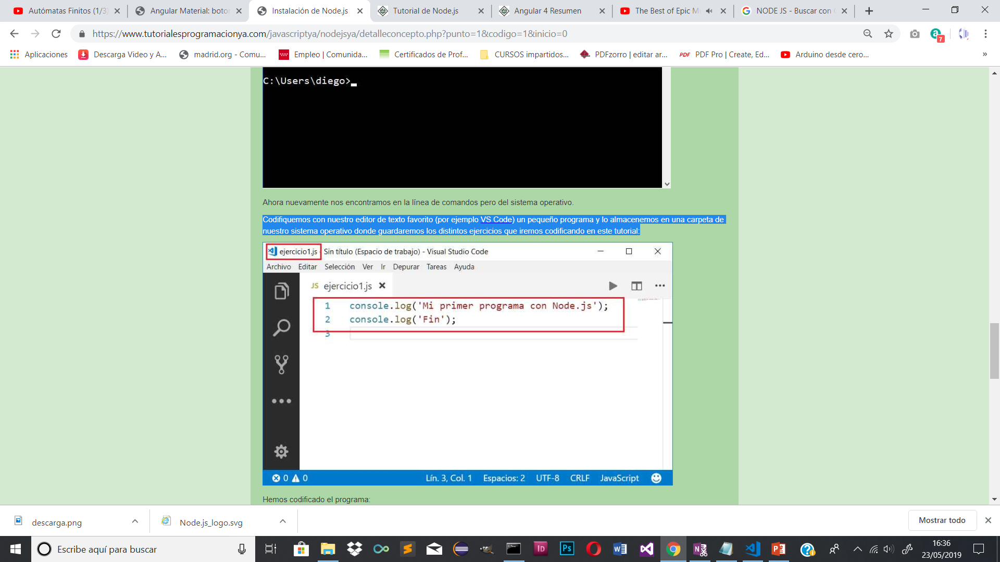 Autómatas Finitos (1/3)
Angular Material: boto
Instalación de Node.js
Tutorial de Node.js
Angular 4 Resumen
The Best of Epic M
NODE JS - Buscar con
https://www.tutorialesprogramacionya.com/javascriptya/nodejsya/detalleconcepto.php?punto=1&codigo=1&inicio=0
7
Aplicaciones
Descarga Video y A...
madrid.org - Comu...
Empleo | Comunida...
Certificados de Prof...
CURSOS impartidos...
PDFzorro | editar ar...
PDF
PDF Pro | Create, Ed...
Arduino desde cero...
»
C:\Users\diego>
Ahora nuevamente nos encontramos en la línea de comandos pero del sistema operativo.
Codifiquemos con nuestro editor de texto favorito (por ejemplo VS Code) un pequeño programa y lo almacenemos en una carpeta de
nuestro sistema operativo donde guardaremos los distintos ejercicios que iremos codificando en este tutorial:
ejercicio1.js - Sin título (Espacio de trabajo) - Visual Studio Code
Archivo Editar Selección Ver Ir Depurar Tareas Ayuda
JS ejercicio1.js
1 console.log('Mi primer programa con Node.js');
2 console.log('Fin');
3
0 0 Lín. 3, Col. 1 Espacios: 2 UTF-8 CRLF JavaScript
Hemos codificado el programa:
descarga.png
Node.js_logo.svg
Mostrar todo
Escribe aquí para buscar
Id
Ps
16:36
23/05/2019